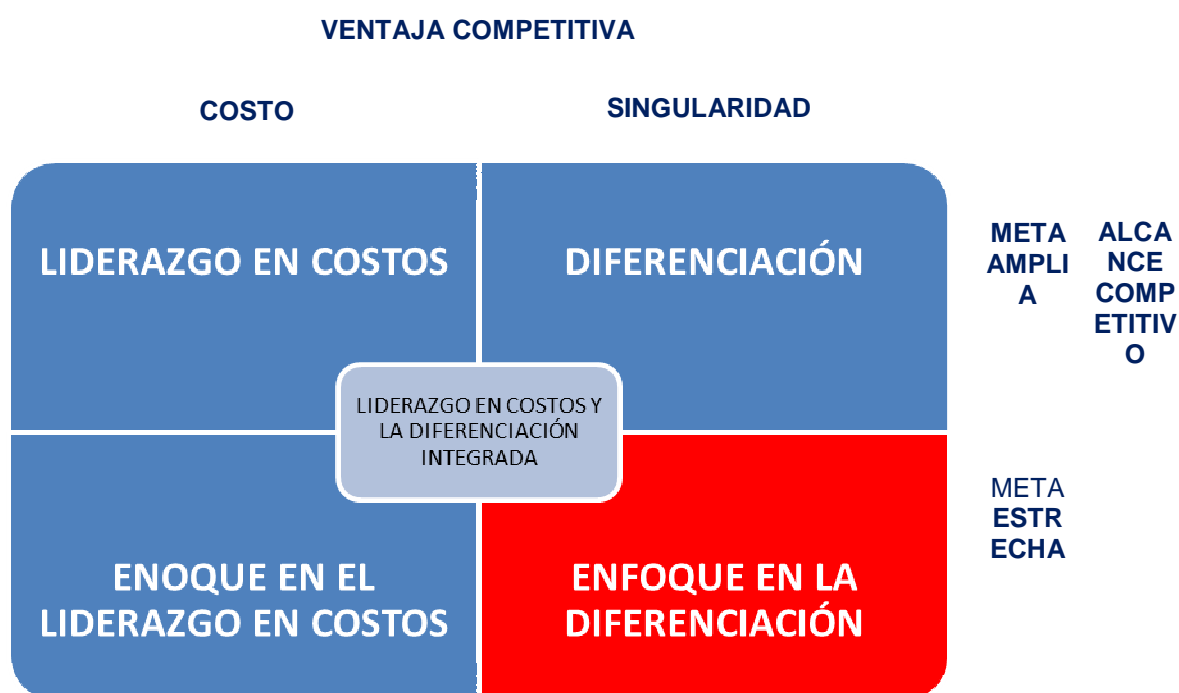 VENTAJA COMPETITIVA
COSTO
SINGULARIDAD
LIDERAZGO EN COSTOS
DIFERENCIACIÓN
META
AMPLI
A
ALCA
NCE
COMP
ETITIV
O
LIDERAZGO EN COSTOS Y
LA DIFERENCIACIÓN
INTEGRADA
META
ESTR
ECHA
ENOQUE EN EL
LIDERAZGO EN COSTOS
ENFOQUE EN LA
DIFERENCIACIÓN